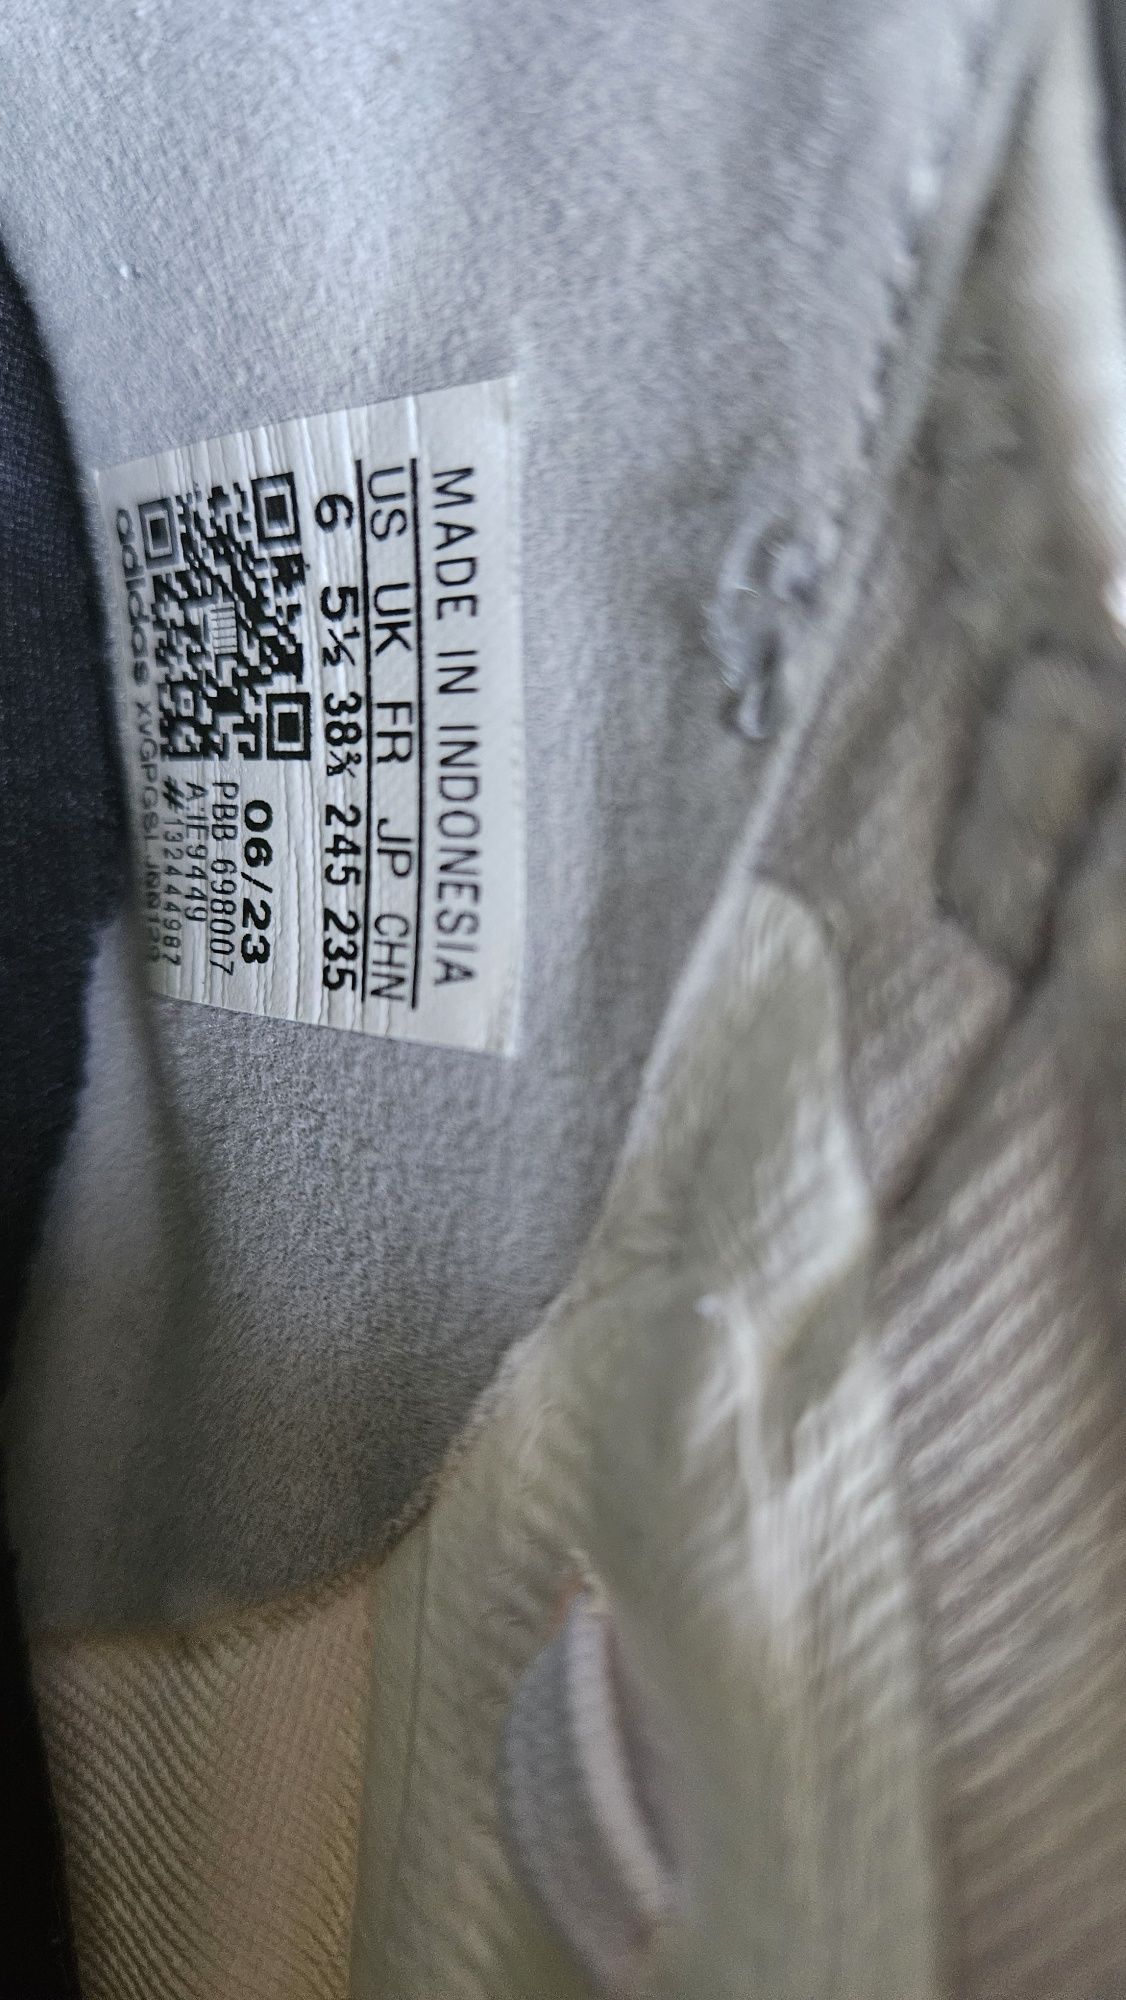 MADE IN INDONESIA
US UK FR JP CHN
6 5½ 38⅔ 245 235
06/23
PBB 698007
A:IE9449
#132444987
adidas